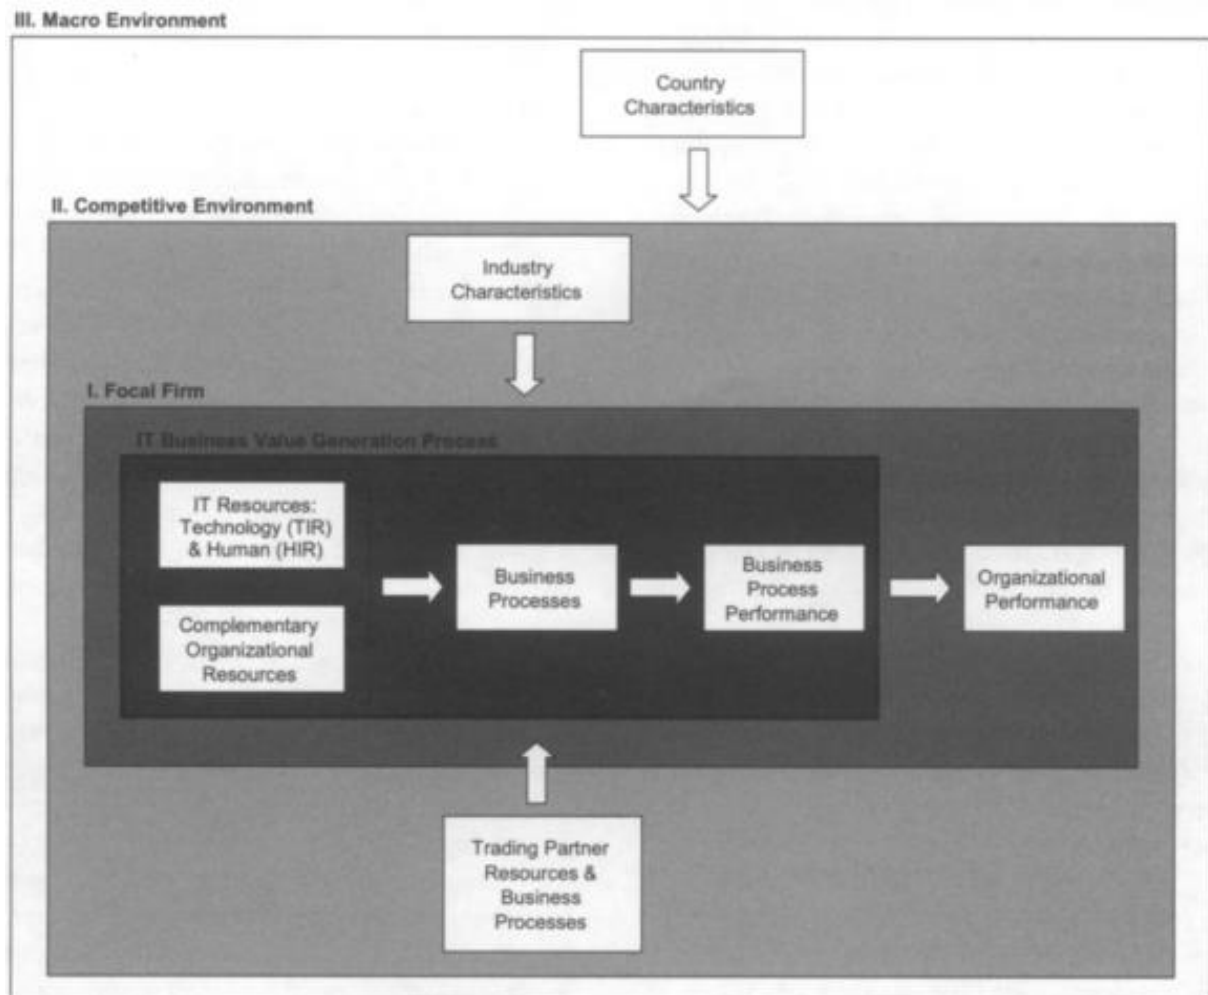 III. Macro Environment
Country
Characteristics
II. Competitive Environment
Industry
Characteristics
I. Focal Firm
IT Business Value Generation Process
IT Resources:
Technology (TIR)
& Human (HIR)
Complementary
Organizational
Resources
Business
Processes
Business
Process
Performance
Organizational
Performance
Trading Partner
Resources &
Business
Processes